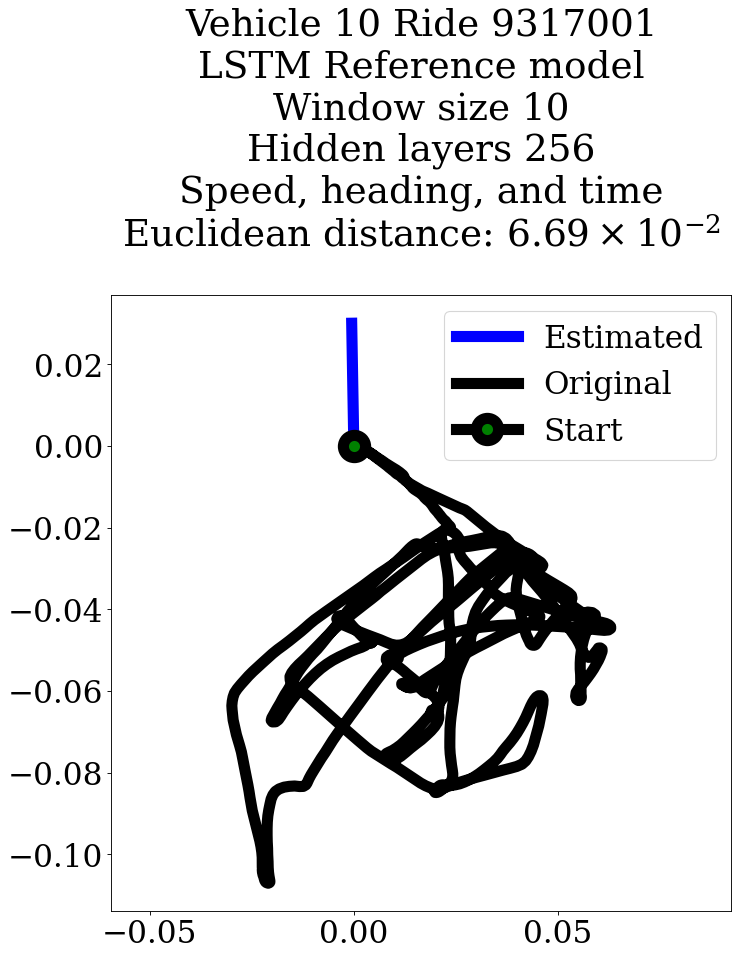 Vehicle 10 Ride 9317001
LSTM Reference model
Window size 10
Hidden layers 256
Speed, heading, and time
Euclidean distance: 6.69 × 10⁻²
Estimated
Original
Start
0.02
0.00
−0.02
−0.04
−0.06
−0.08
−0.10
−0.05
0.00
0.05